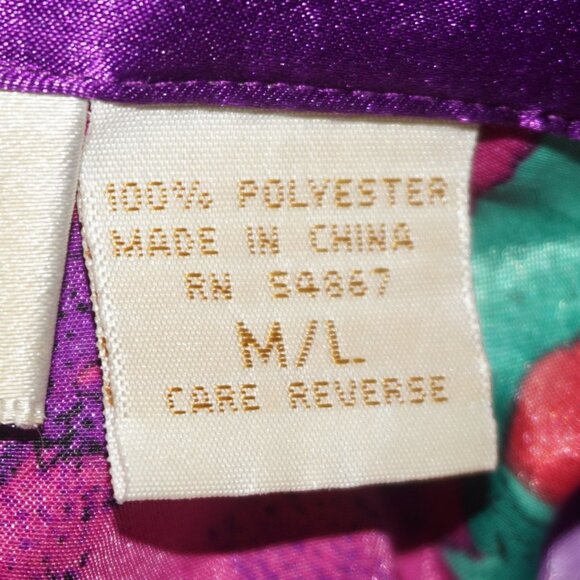 100% POLYESTER
MADE IN CHINA
RN 54867
M/L
CARE REVERSE